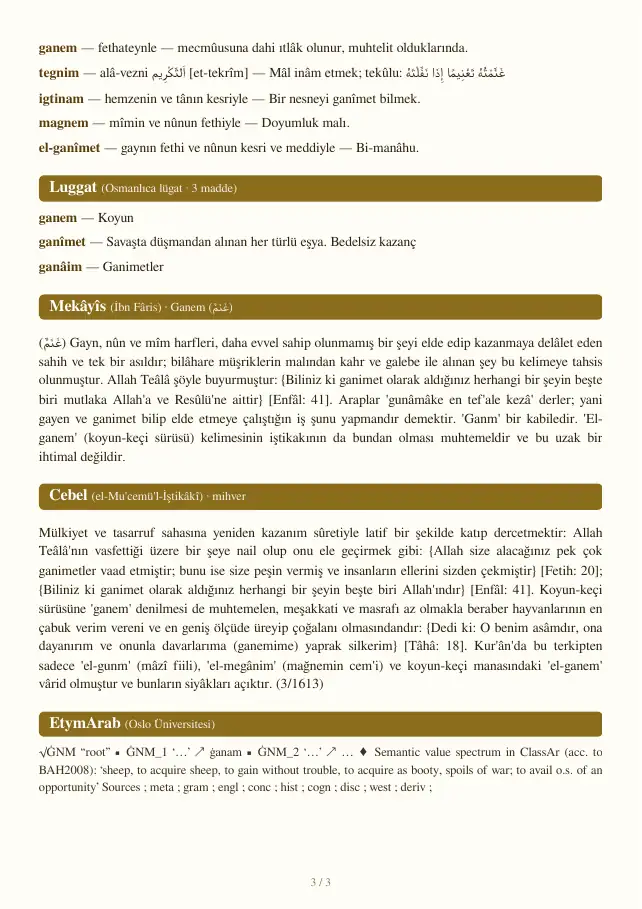 ganem — fethateynle — mecmûusuna dahi ıtlâk olunur, muhtelit olduklarında.
tegnim — alâ-vezni اَلتَّكْرِيم [et-tekrîm] — Mâl inâm etmek; tekûlu: غَنَّمْتُهُ تَغْنِيمًا إِذَا نَفَّلْتَهُ
igtinam — hemzenin ve tânın kesriyle — Bir nesneyi ganîmet bilmek.
magnem — mîmin ve nûnun fethiyle — Doyumluk malı.
el-ganîmet — gaynın fethi ve nûnun kesri ve meddiyle — Bi-manâhu.
Luggat (Osmanlıca lügat · 3 madde)
ganem — Koyun
ganîmet — Savaşta düşmandan alınan her türlü eşya. Bedelsiz kazanç
ganâim — Ganimetler
Mekâyîs (İbn Fâris) · Ganem (غَنْمٌ)
(غَنْمٌ) Gayn, nûn ve mîm harfleri, daha evvel sahip olunmamış bir şeyi elde edip kazanmaya delâlet eden
sahih ve tek bir asıldır; bilâhare müşriklerin malından kahr ve galebe ile alınan şey bu kelimeye tahsis
olunmuştur. Allah Teâlâ şöyle buyurmuştur: {Biliniz ki ganimet olarak aldığınız herhangi bir şeyin beşte
biri mutlaka Allah'a ve Resûlü'ne aittir} [Enfâl: 41]. Araplar 'gunâmâke en tef'ale kezâ' derler; yani
gayen ve ganimet bilip elde etmeye çalıştığın iş şunu yapmandır demektir. 'Ganm' bir kabiledir. 'El-
ganem' (koyun-keçi sürüsü) kelimesinin iştikakının da bundan olması muhtemeldir ve bu uzak bir
ihtimal değildir.
Cebel (el-Mu'cemü'l-İştikâkî) · mihver
Mülkiyet ve tasarruf sahasına yeniden kazanım sûretiyle latif bir şekilde katıp dercetmektir: Allah
Teâlâ'nın vasfettiği üzere bir şeye nail olup onu ele geçirmek gibi: {Allah size alacağınız pek çok
ganimetler vaad etmiştir; bunu ise size peşin vermiş ve insanların ellerini sizden çekmiştir} [Fetih: 20];
{Biliniz ki ganimet olarak aldığınız herhangi bir şeyin beşte biri Allah'ındır} [Enfâl: 41]. Koyun-keçi
sürüsüne 'ganem' denilmesi de muhtemelen, meşakkati ve masrafı az olmakla beraber hayvanlarının en
çabuk verim vereni ve en geniş ölçüde üreyip çoğalanı olmasındandır: {Dedi ki: O benim asâmdır, ona
dayanırım ve onunla davarlarıma (ganemime) yaprak silkerim} [Tâhâ: 18]. Kur'ân'da bu terkipten
sadece 'el-gunm' (mâzî fiili), 'el-megânim' (mağnemin cem'i) ve koyun-keçi manasındaki 'el-ganem'
vârid olmuştur ve bunların siyâkları açıktır. (3/1613)
EtymArab (Oslo Üniversitesi)
√ĠNM “root” ▪ ĠNM_1 ‘…’ ↗ ġanam ▪ ĠNM_2 ‘…’ ↗ … ♦ Semantic value spectrum in ClassAr (acc. to
BAH2008): ‘sheep, to acquire sheep, to gain without trouble, to acquire as booty, spoils of war; to avail o.s. of an
opportunity’ Sources ; meta ; gram ; engl ; conc ; hist ; cogn ; disc ; west ; deriv ;
3 / 3